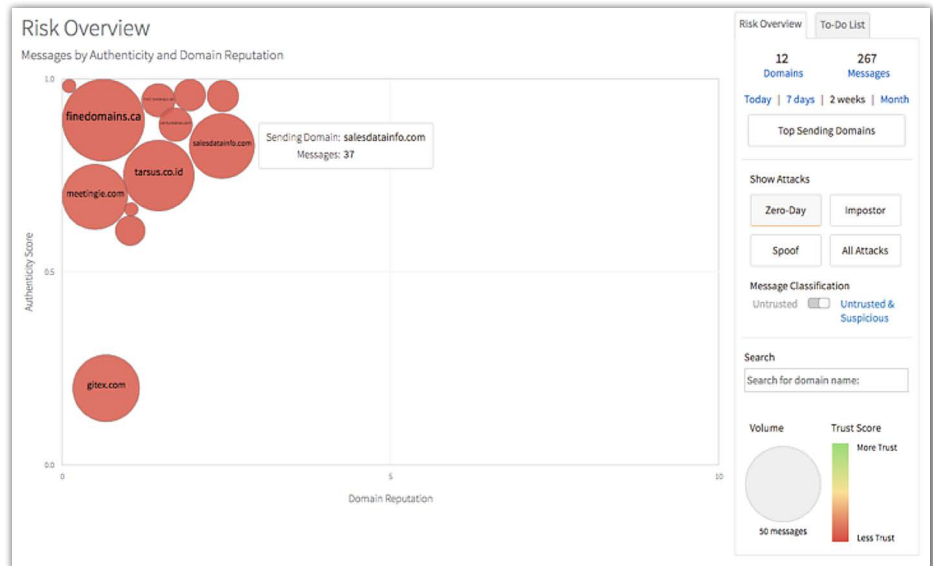 Risk Overview
Messages by Authenticity and Domain Reputation
1.0
finedomains.ca
salesdatainfo.com
Sending Domain: salesdatainfo.com
Messages: 37
tarsus.co.id
meetingie.com
Authenticity Score
0.5
gitex.com
0.0
0
5
10
Domain Reputation
Risk Overview
To-Do List
12
267
Domains
Messages
Today | 7 days | 2 weeks | Month
Top Sending Domains
Show Attacks
Zero-Day
Impostor
Spoof
All Attacks
Message Classification
Untrusted
Untrusted &
Suspicious
Search
Search for domain name:
Volume
Trust Score
More Trust
50 messages
Less Trust